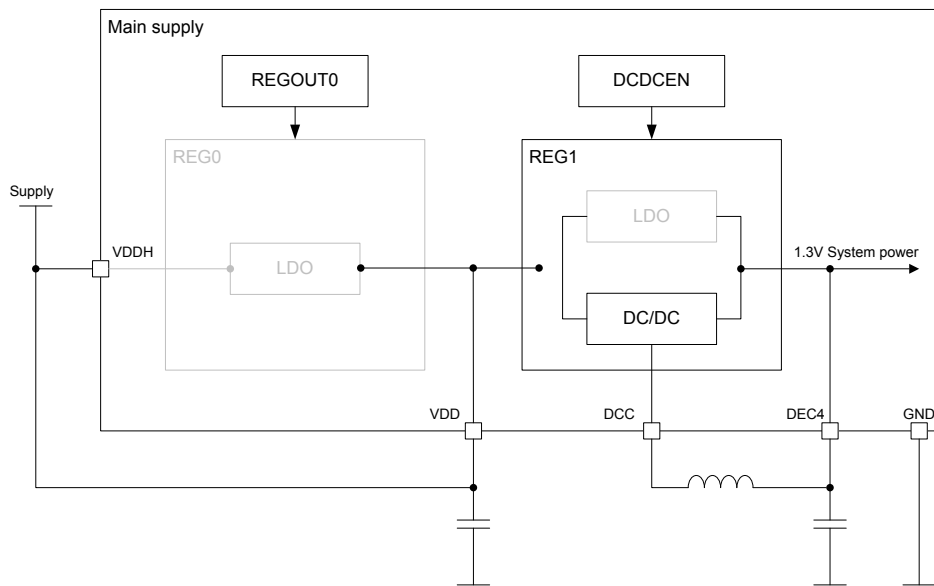 Main supply
REGOUT0
DCDCEN
REG0
REG1
Supply
LDO
VDDH
LDO
1.3V System power
DC/DC
VDD
DCC
DEC4
GND